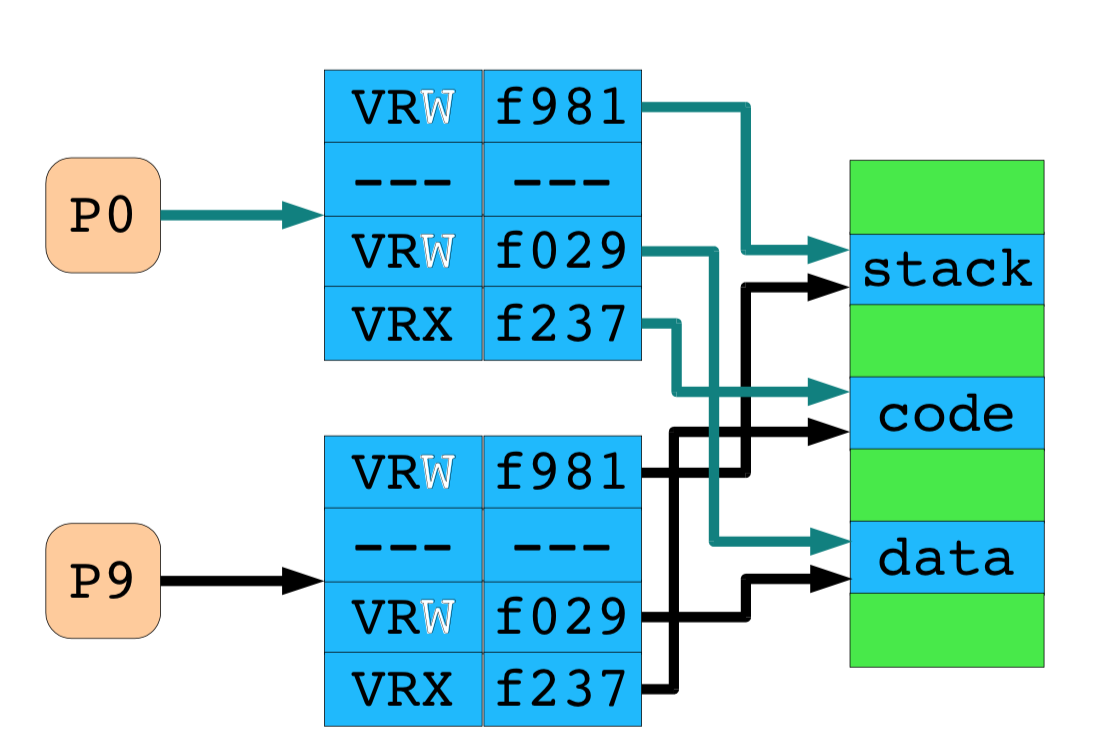 P0
VRW f981
--- ---
VRW f029
VRX f237
P9
VRW f981
--- ---
VRW f029
VRX f237
stack
code
data